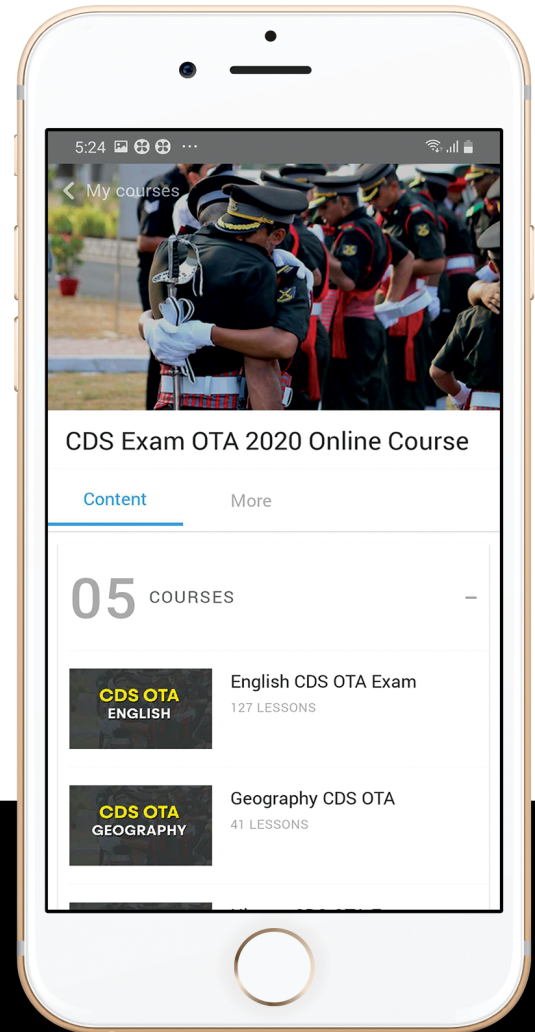 5:24
My courses
CDS Exam OTA 2020 Online Course
Content
More
05 COURSES
CDS OTA
ENGLISH
English CDS OTA Exam
127 LESSONS
CDS OTA
GEOGRAPHY
Geography CDS OTA
41 LESSONS